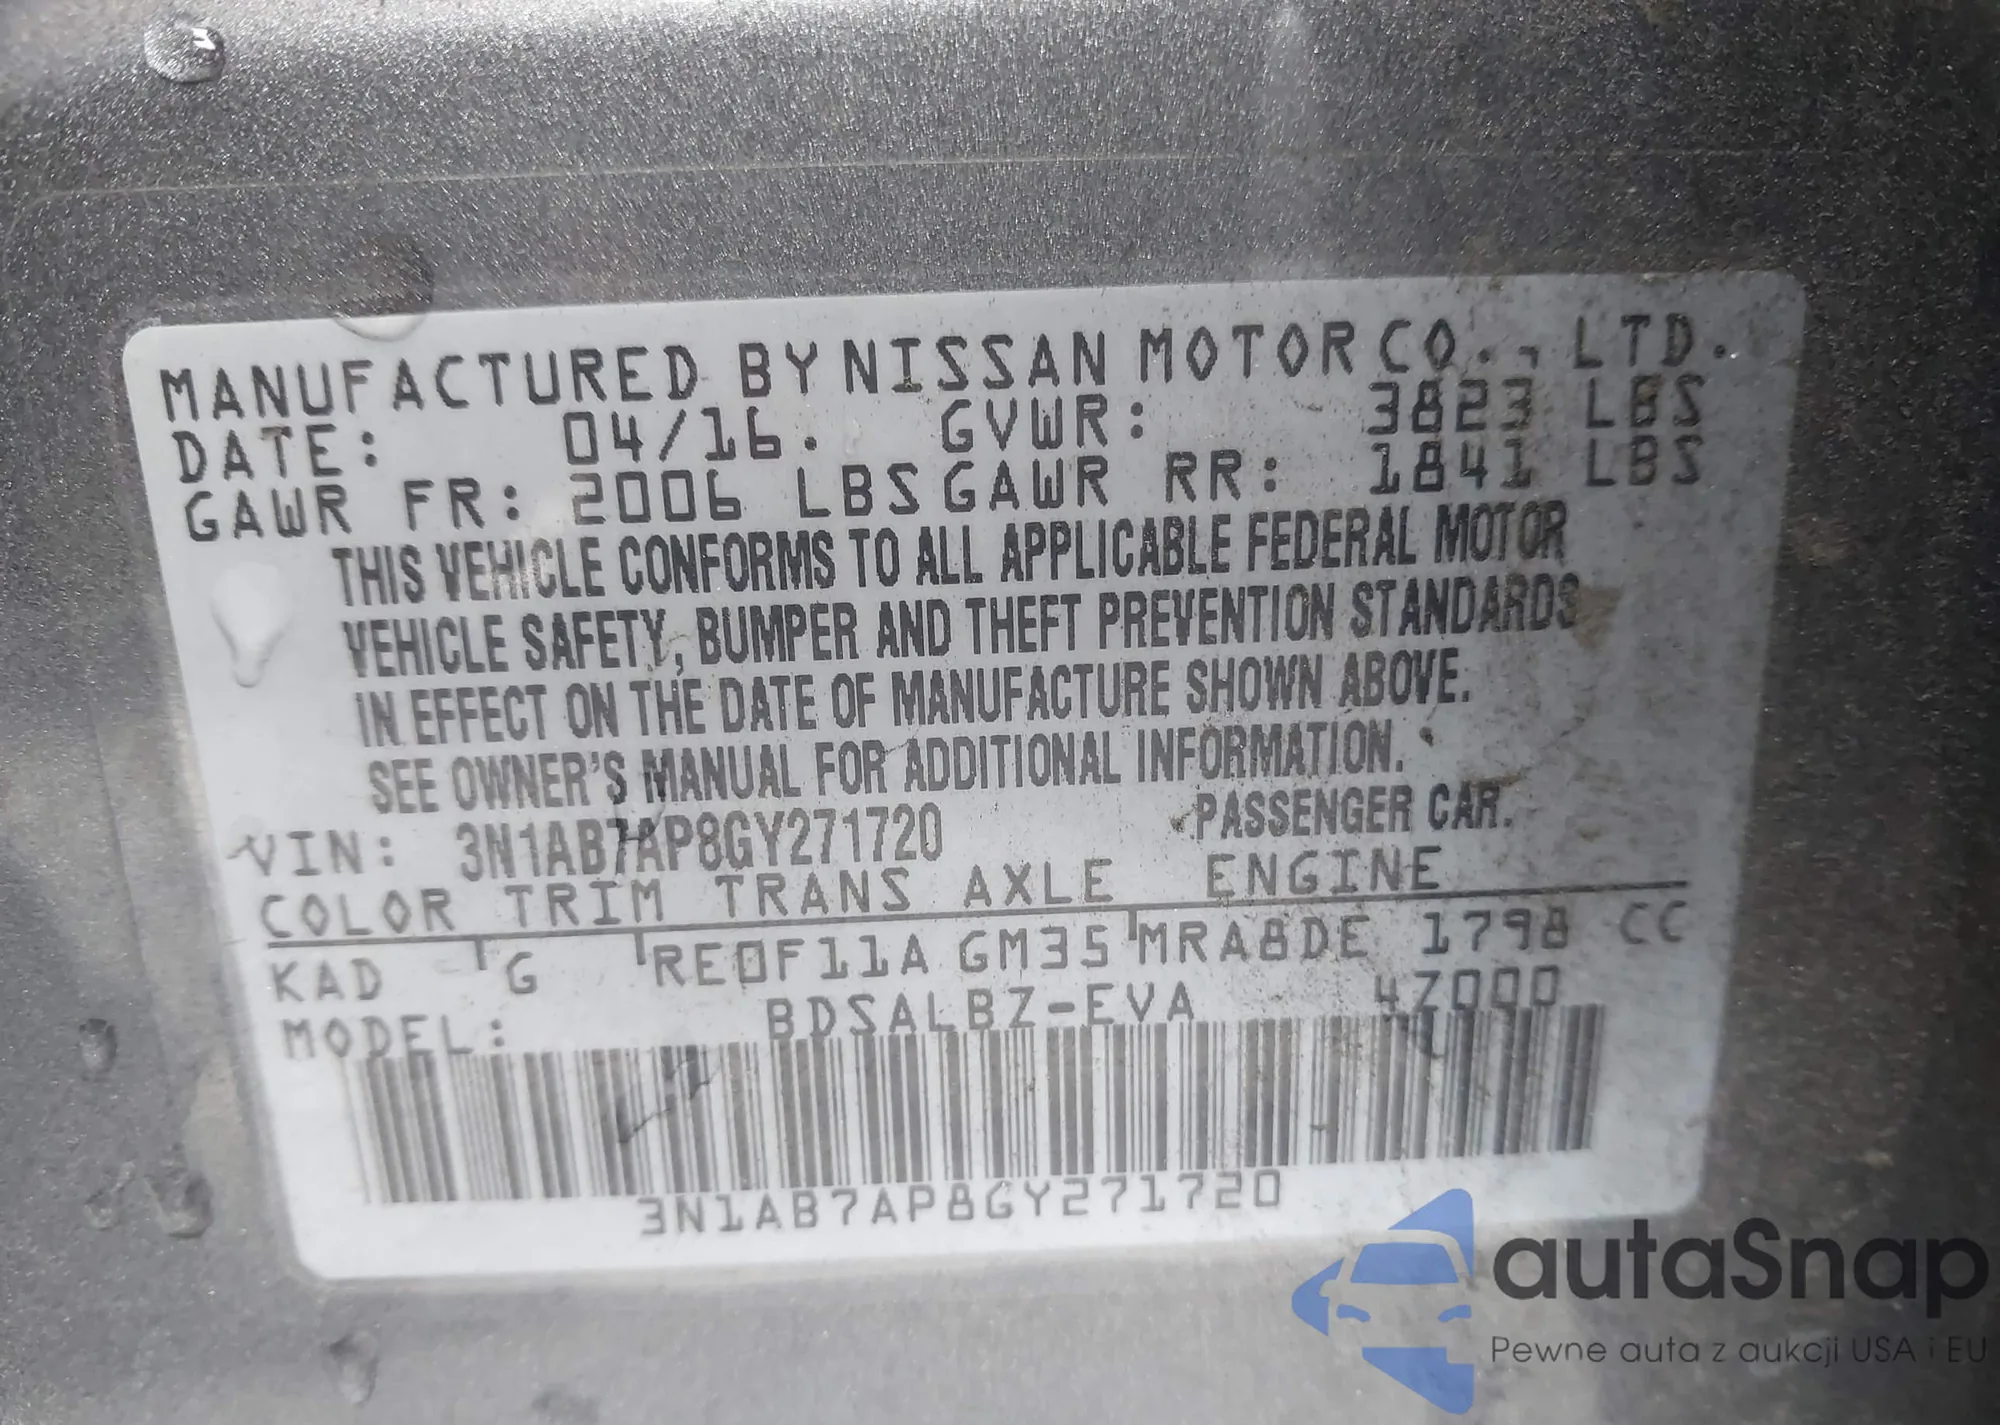 MANUFACTURED BY NISSAN MOTOR CO., LTD.
DATE: 04/16. GVWR: 3823 LBS
GAWR FR: 2006 LBS GAWR RR: 1841 LBS
THIS VEHICLE CONFORMS TO ALL APPLICABLE FEDERAL MOTOR
VEHICLE SAFETY, BUMPER AND THEFT PREVENTION STANDARDS
IN EFFECT ON THE DATE OF MANUFACTURE SHOWN ABOVE.
SEE OWNER'S MANUAL FOR ADDITIONAL INFORMATION.
VIN: 3N1AB7AP8GY271720 PASSENGER CAR.
COLOR TRIM TRANS AXLE ENGINE
KAD G RE0F11A GM35 MRA8DE 1798 CC
MODEL: BDSALBZ-EVA 4Z000
3N1AB7AP8GY271720
autaSnap
Pewne auta z aukcji USA i EU